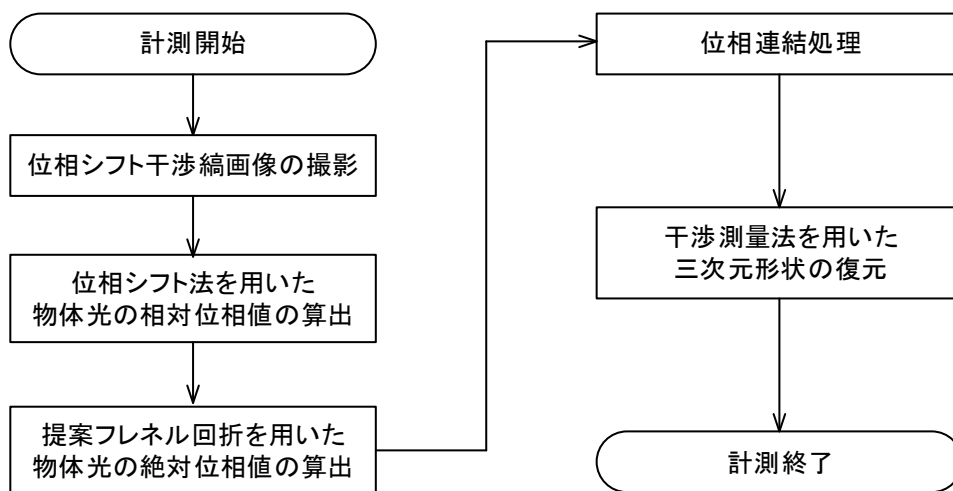 計測開始
位相シフト干渉縞画像の撮影
位相シフト法を用いた
物体光の相対位相値の算出
提案フレネル回折を用いた
物体光の絶対位相値の算出
位相連結処理
干渉測量法を用いた
三次元形状の復元
計測終了